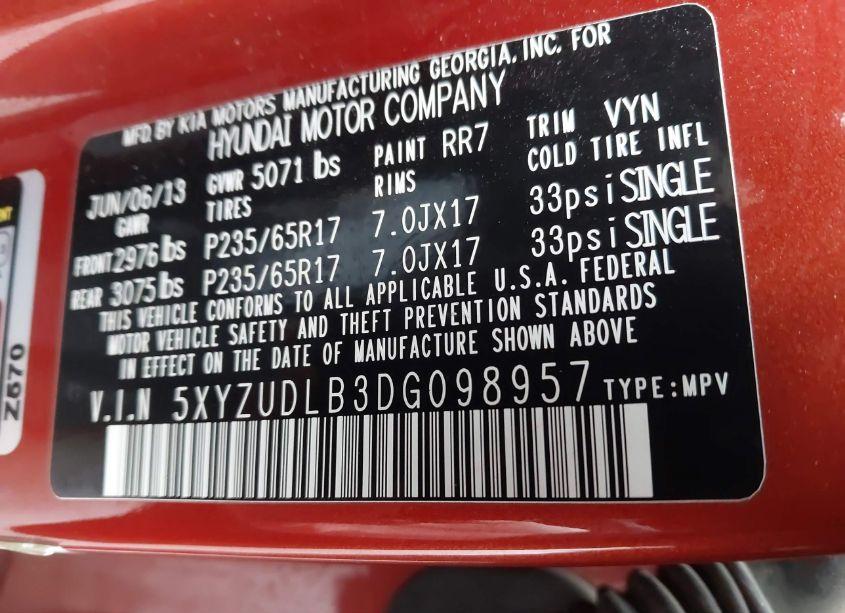 MFD. BY KIA MOTORS MANUFACTURING GEORGIA, INC. FOR
HYUNDAI MOTOR COMPANY
JUN/06/13 GVWR 5071 lbs PAINT RR7 TRIM VYN
GAWR TIRES RIMS COLD TIRE INFL
FRONT 2976 lbs P235/65R17 7.0JX17 33psi SINGLE
REAR 3075 lbs P235/65R17 7.0JX17 33psi SINGLE
THIS VEHICLE CONFORMS TO ALL APPLICABLE U.S.A. FEDERAL
MOTOR VEHICLE SAFETY AND THEFT PREVENTION STANDARDS
IN EFFECT ON THE DATE OF MANUFACTURE SHOWN ABOVE
V.I.N 5XYZUDLB3DG098957 TYPE:MPV
Z670